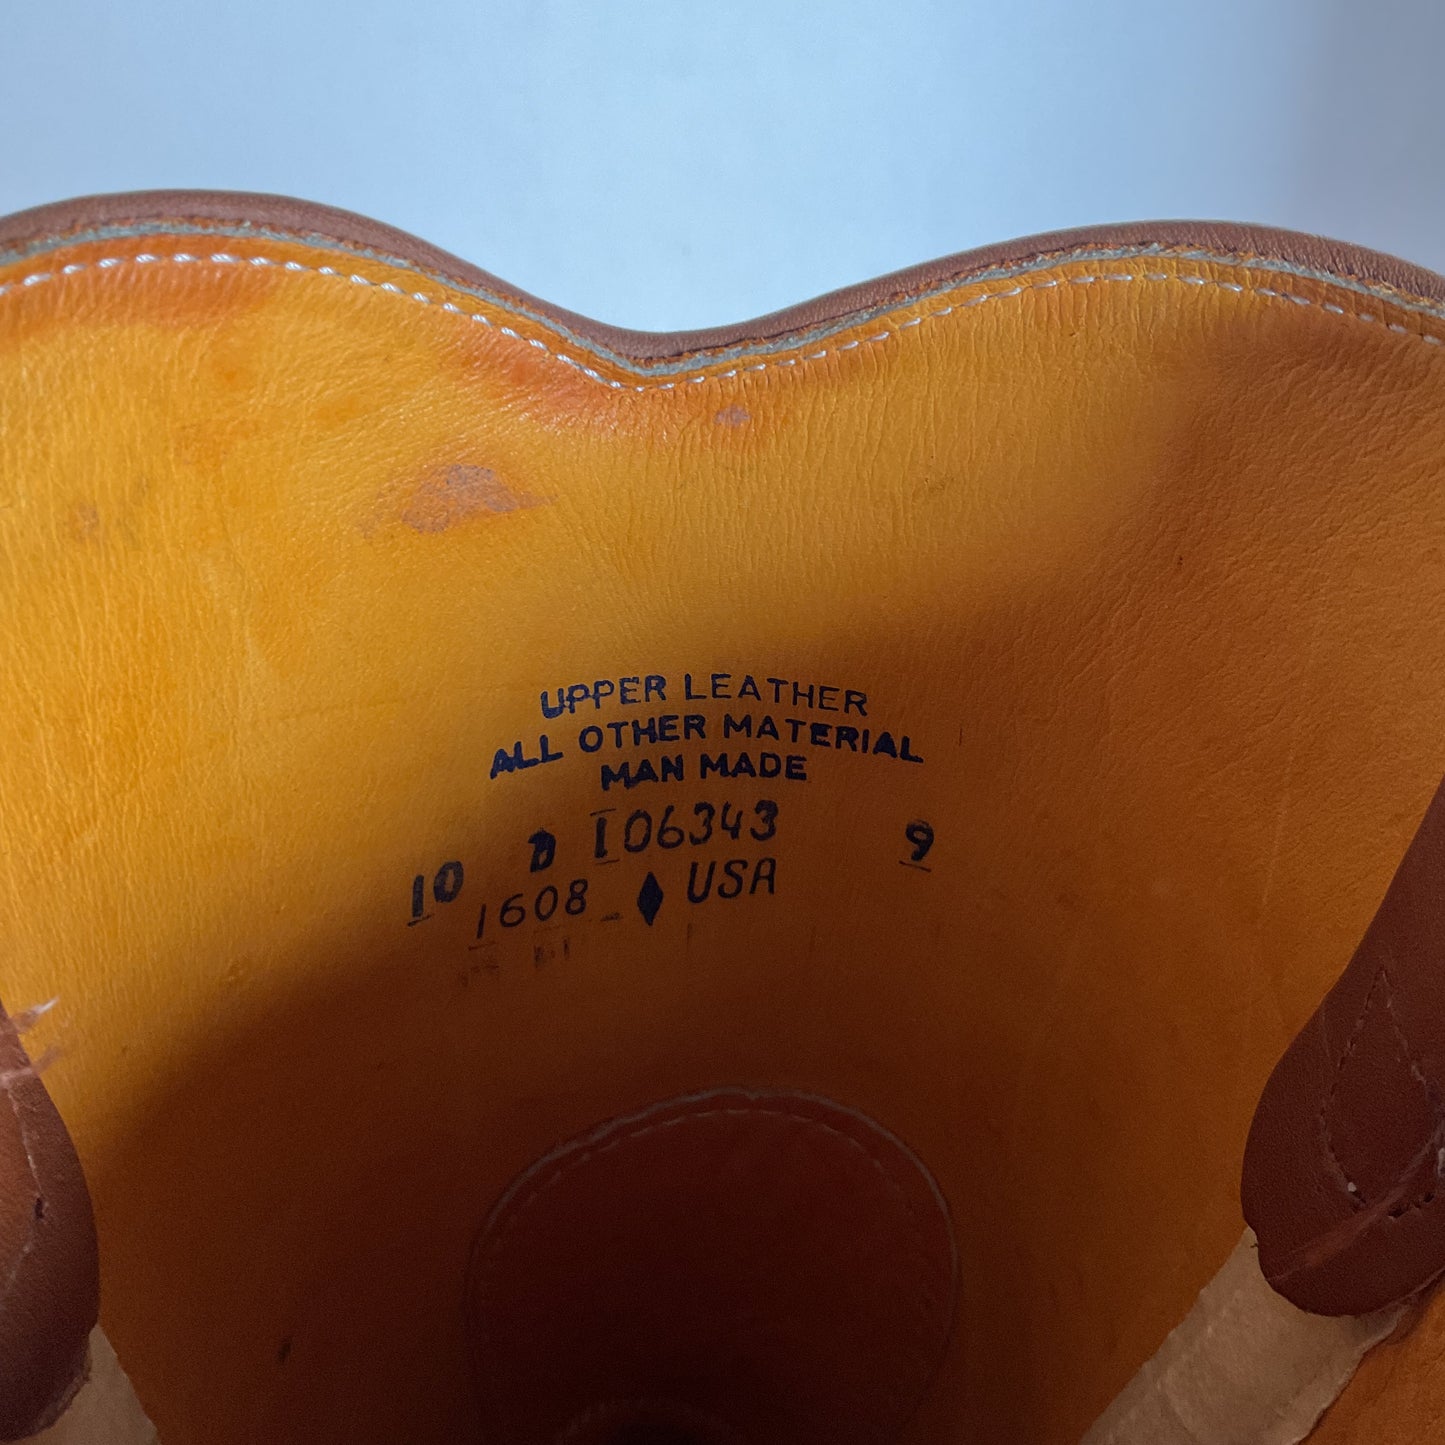 UPPER LEATHER
ALL OTHER MATERIAL
MAN MADE
10 D 106343 9
1608 ♦ USA